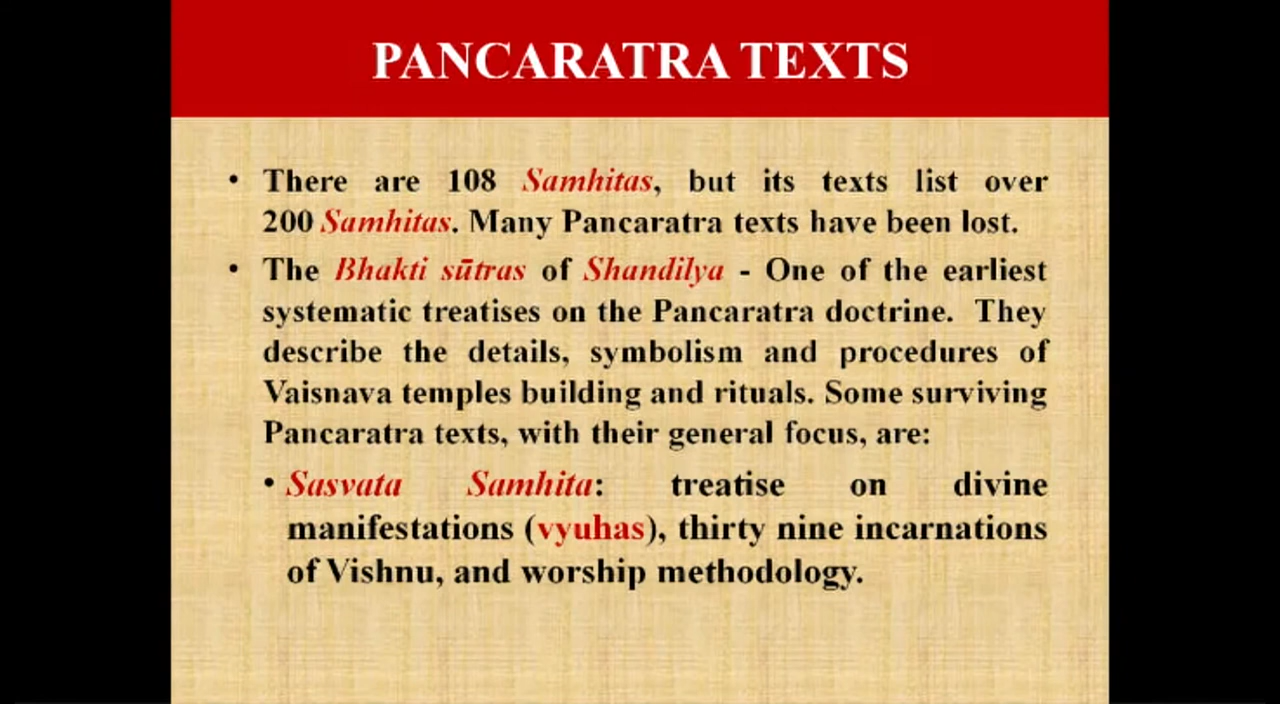 PANCARATRA TEXTS
• There are 108 Samhitas, but its texts list over
200 Samhitas. Many Pancaratra texts have been lost.
• The Bhakti sūtras of Shandilya - One of the earliest
systematic treatises on the Pancaratra doctrine. They
describe the details, symbolism and procedures of
Vaisnava temples building and rituals. Some surviving
Pancaratra texts, with their general focus, are:
• Sasvata Samhita: treatise on divine
manifestations (vyuhas), thirty nine incarnations
of Vishnu, and worship methodology.